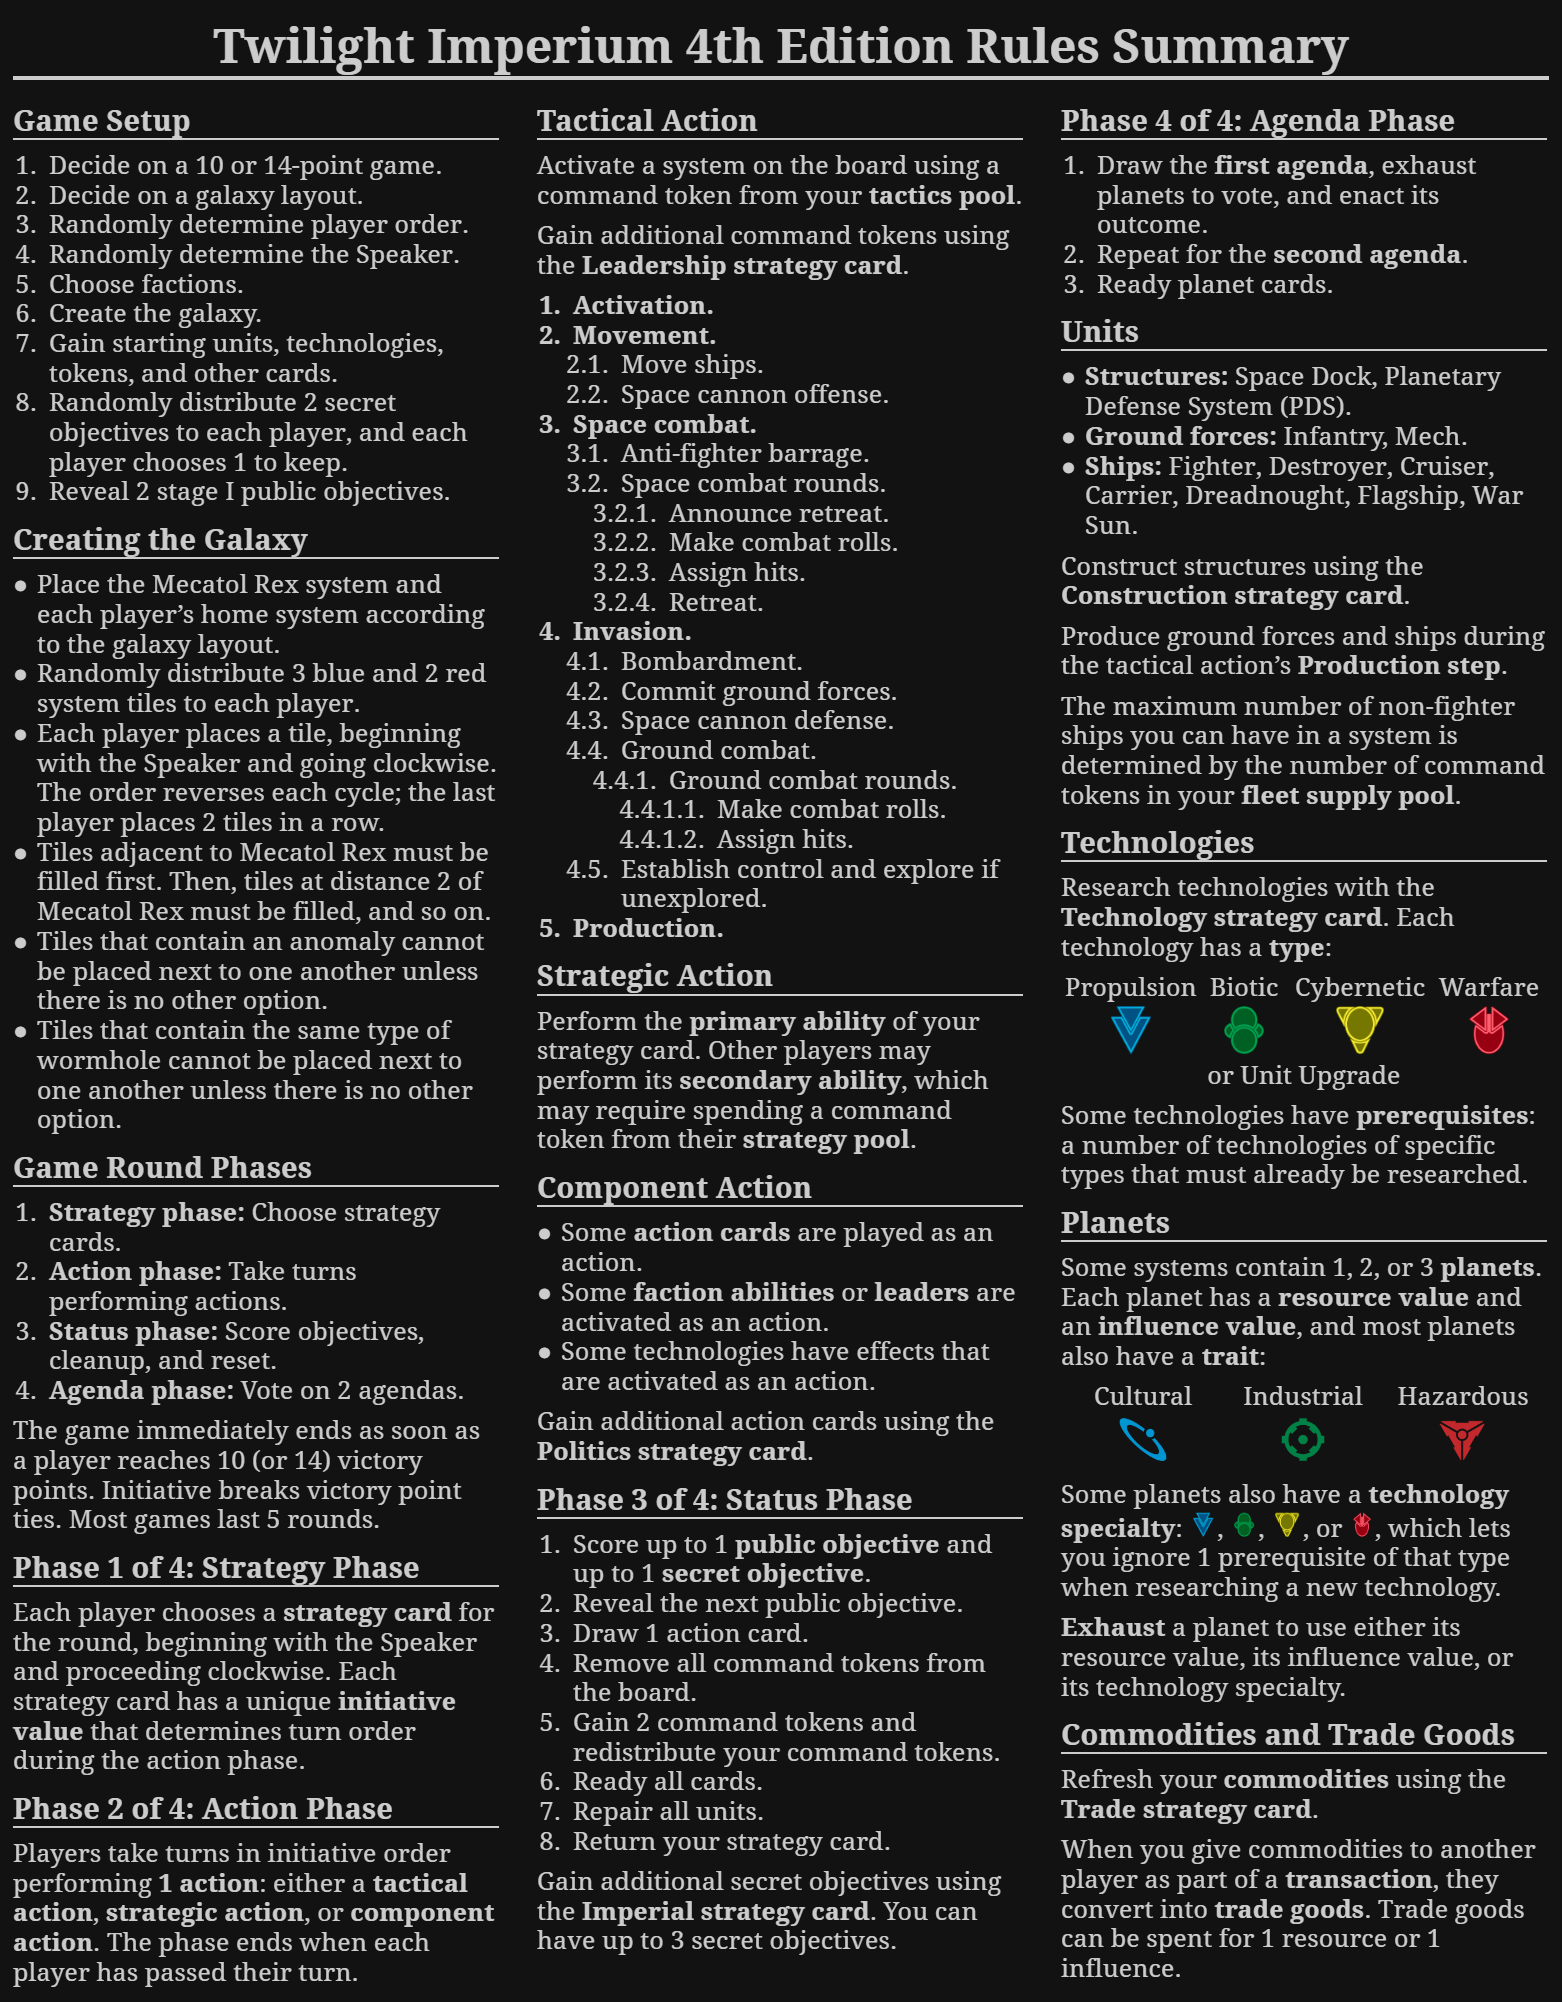 Twilight Imperium 4th Edition Rules Summary
Game Setup
1. Decide on a 10 or 14-point game.
2. Decide on a galaxy layout.
3. Randomly determine player order.
4. Randomly determine the Speaker.
5. Choose factions.
6. Create the galaxy.
7. Gain starting units, technologies,
tokens, and other cards.
8. Randomly distribute 2 secret
objectives to each player, and each
player chooses 1 to keep.
9. Reveal 2 stage I public objectives.
Creating the Galaxy
● Place the Mecatol Rex system and
each player’s home system according
to the galaxy layout.
● Randomly distribute 3 blue and 2 red
system tiles to each player.
● Each player places a tile, beginning
with the Speaker and going clockwise.
The order reverses each cycle; the last
player places 2 tiles in a row.
● Tiles adjacent to Mecatol Rex must be
filled first. Then, tiles at distance 2 of
Mecatol Rex must be filled, and so on.
● Tiles that contain an anomaly cannot
be placed next to one another unless
there is no other option.
● Tiles that contain the same type of
wormhole cannot be placed next to
one another unless there is no other
option.
Game Round Phases
1. Strategy phase: Choose strategy
cards.
2. Action phase: Take turns
performing actions.
3. Status phase: Score objectives,
cleanup, and reset.
4. Agenda phase: Vote on 2 agendas.
The game immediately ends as soon as
a player reaches 10 (or 14) victory
points. Initiative breaks victory point
ties. Most games last 5 rounds.
Phase 1 of 4: Strategy Phase
Each player chooses a strategy card for
the round, beginning with the Speaker
and proceeding clockwise. Each
strategy card has a unique initiative
value that determines turn order
during the action phase.
Phase 2 of 4: Action Phase
Players take turns in initiative order
performing 1 action: either a tactical
action, strategic action, or component
action. The phase ends when each
player has passed their turn.
Tactical Action
Activate a system on the board using a
command token from your tactics pool.
Gain additional command tokens using
the Leadership strategy card.
1. Activation.
2. Movement.
2.1. Move ships.
2.2. Space cannon offense.
3. Space combat.
3.1. Anti-fighter barrage.
3.2. Space combat rounds.
3.2.1. Announce retreat.
3.2.2. Make combat rolls.
3.2.3. Assign hits.
3.2.4. Retreat.
4. Invasion.
4.1. Bombardment.
4.2. Commit ground forces.
4.3. Space cannon defense.
4.4. Ground combat.
4.4.1. Ground combat rounds.
4.4.1.1. Make combat rolls.
4.4.1.2. Assign hits.
4.5. Establish control and explore if
unexplored.
5. Production.
Strategic Action
Perform the primary ability of your
strategy card. Other players may
perform its secondary ability, which
may require spending a command
token from their strategy pool.
Component Action
● Some action cards are played as an
action.
● Some faction abilities or leaders are
activated as an action.
● Some technologies have effects that
are activated as an action.
Gain additional action cards using the
Politics strategy card.
Phase 3 of 4: Status Phase
1. Score up to 1 public objective and
up to 1 secret objective.
2. Reveal the next public objective.
3. Draw 1 action card.
4. Remove all command tokens from
the board.
5. Gain 2 command tokens and
redistribute your command tokens.
6. Ready all cards.
7. Repair all units.
8. Return your strategy card.
Gain additional secret objectives using
the Imperial strategy card. You can
have up to 3 secret objectives.
Phase 4 of 4: Agenda Phase
1. Draw the first agenda, exhaust
planets to vote, and enact its
outcome.
2. Repeat for the second agenda.
3. Ready planet cards.
Units
● Structures: Space Dock, Planetary
Defense System (PDS).
● Ground forces: Infantry, Mech.
● Ships: Fighter, Destroyer, Cruiser,
Carrier, Dreadnought, Flagship, War
Sun.
Construct structures using the
Construction strategy card.
Produce ground forces and ships during
the tactical action’s Production step.
The maximum number of non-fighter
ships you can have in a system is
determined by the number of command
tokens in your fleet supply pool.
Technologies
Research technologies with the
Technology strategy card. Each
technology has a type:
Propulsion Biotic Cybernetic Warfare
or Unit Upgrade
Some technologies have prerequisites:
a number of technologies of specific
types that must already be researched.
Planets
Some systems contain 1, 2, or 3 planets.
Each planet has a resource value and
an influence value, and most planets
also have a trait:
Cultural Industrial Hazardous
Some planets also have a technology
specialty: , , , or , which lets
you ignore 1 prerequisite of that type
when researching a new technology.
Exhaust a planet to use either its
resource value, its influence value, or
its technology specialty.
Commodities and Trade Goods
Refresh your commodities using the
Trade strategy card.
When you give commodities to another
player as part of a transaction, they
convert into trade goods. Trade goods
can be spent for 1 resource or 1
influence.